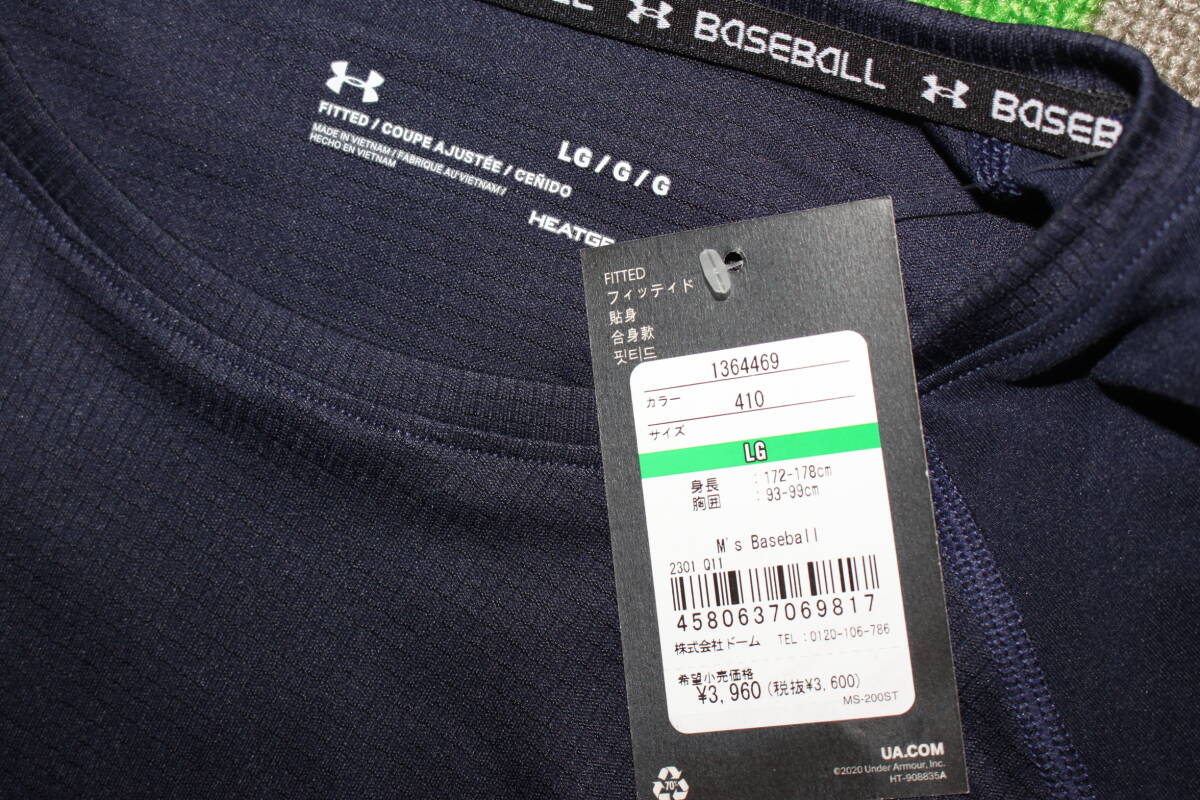 BASEBALL
BASEB
FITTED / COUPE AJUSTÉE / CEÑIDO
MADE IN VIETNAM / FABRIQUE AU VIETNAM /
HECHO EN VIETNAM
LG / G / G
HEATGE
FITTED
フィッティド
貼身
合身款
핏티드
1364469
カラー 410
サイズ
LG
身長 : 172-178cm
胸囲 : 93-99cm
M's Baseball
2301 Q11
4580637069817
株式会社ドーム TEL : 0120-106-786
希望小売価格
¥3,960 (税抜¥3,600)
MS-200ST
70%
UA.COM
©2020 Under Armour, Inc.
HT-908835A